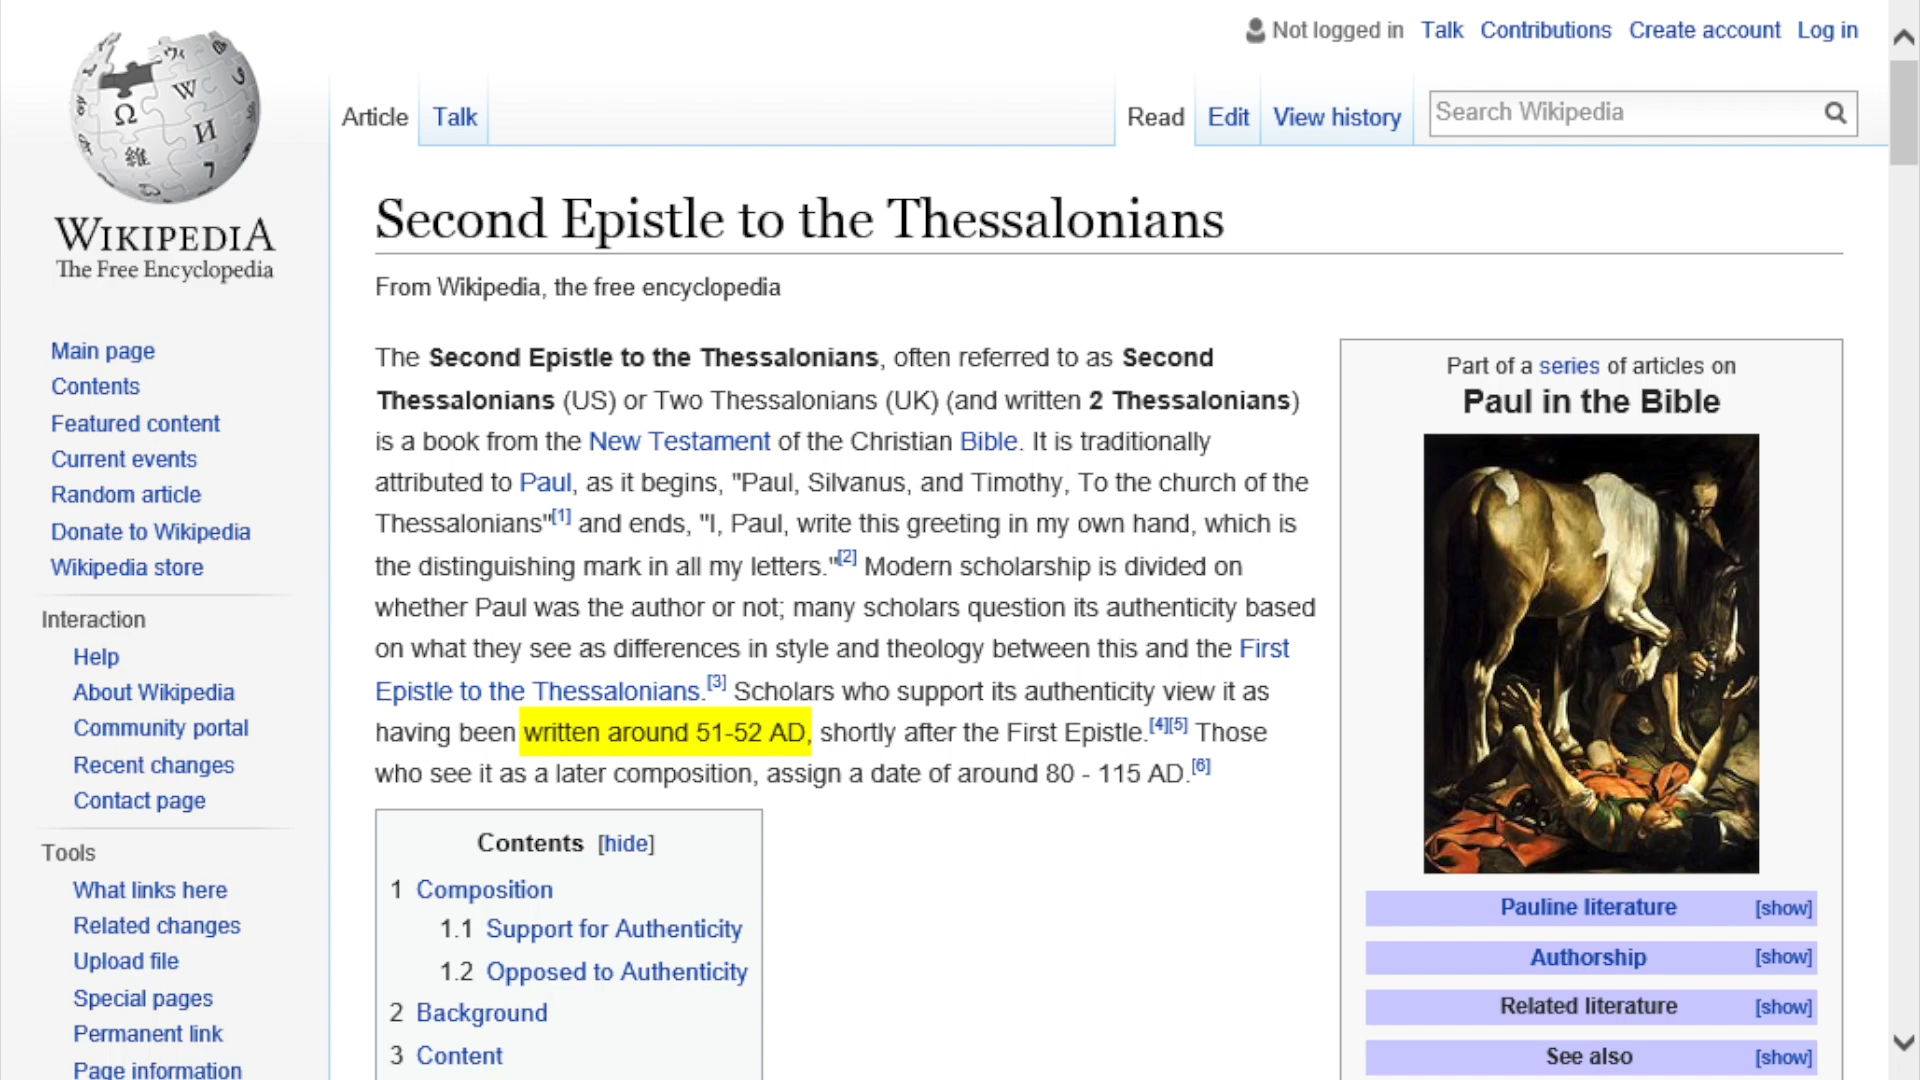 Not logged in Talk Contributions Create account Log in
Article Talk Read Edit View history Search Wikipedia
WIKIPEDIA
The Free Encyclopedia
Main page
Contents
Featured content
Current events
Random article
Donate to Wikipedia
Wikipedia store
Interaction
Help
About Wikipedia
Community portal
Recent changes
Contact page
Tools
What links here
Related changes
Upload file
Special pages
Permanent link
Page information
Second Epistle to the Thessalonians
From Wikipedia, the free encyclopedia
The Second Epistle to the Thessalonians, often referred to as Second
Thessalonians (US) or Two Thessalonians (UK) (and written 2 Thessalonians)
is a book from the New Testament of the Christian Bible. It is traditionally
attributed to Paul, as it begins, "Paul, Silvanus, and Timothy, To the church of the
Thessalonians"[1] and ends, "I, Paul, write this greeting in my own hand, which is
the distinguishing mark in all my letters."[2] Modern scholarship is divided on
whether Paul was the author or not; many scholars question its authenticity based
on what they see as differences in style and theology between this and the First
Epistle to the Thessalonians.[3] Scholars who support its authenticity view it as
having been written around 51-52 AD, shortly after the First Epistle.[4][5] Those
who see it as a later composition, assign a date of around 80 - 115 AD.[6]
Contents [hide]
1 Composition
1.1 Support for Authenticity
1.2 Opposed to Authenticity
2 Background
3 Content
Part of a series of articles on
Paul in the Bible
Pauline literature [show]
Authorship [show]
Related literature [show]
See also [show]